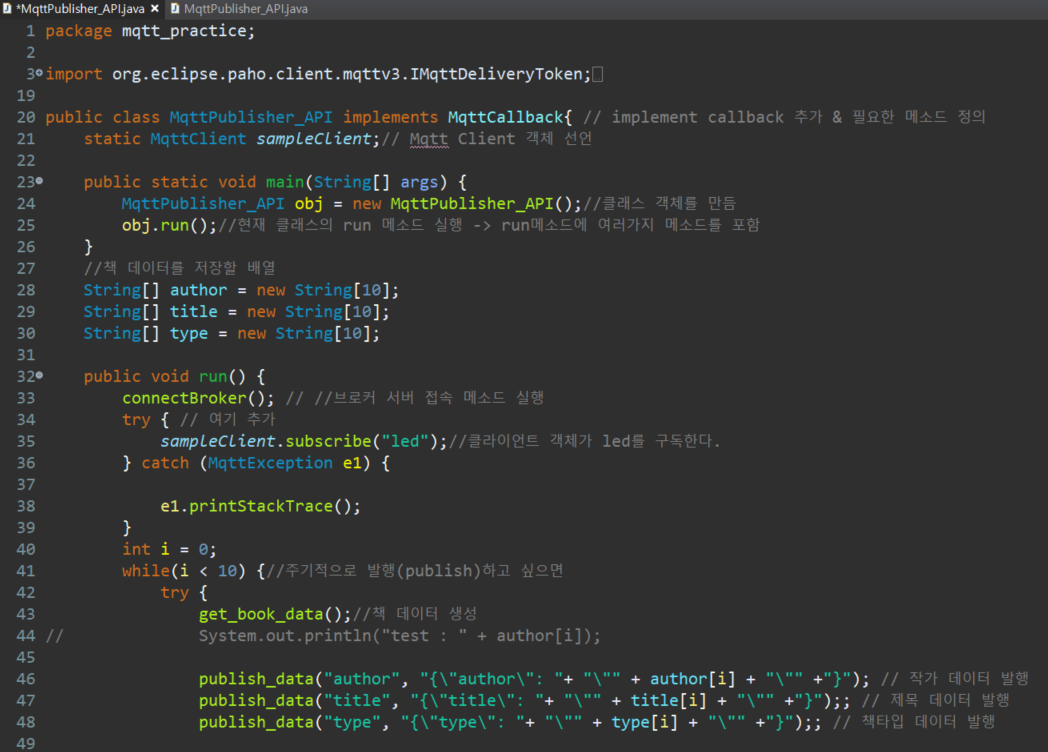 *MqttPublisher_API.java MqttPublisher_API.java
1 package mqtt_practice;
2
3 import org.eclipse.paho.client.mqttv3.IMqttDeliveryToken;
19
20 public class MqttPublisher_API implements MqttCallback{ // implement callback 추가 & 필요한 메소드 정의
21     static MqttClient sampleClient;// Mqtt Client 객체 선언
22
23     public static void main(String[] args) {
24         MqttPublisher_API obj = new MqttPublisher_API();//클래스 객체를 만듬
25         obj.run();//현재 클래스의 run 메소드 실행 -> run메소드에 여러가지 메소드를 포함
26     }
27     //책 데이터를 저장할 배열
28     String[] author = new String[10];
29     String[] title = new String[10];
30     String[] type = new String[10];
31
32     public void run() {
33         connectBroker(); // //브로커 서버 접속 메소드 실행
34         try { // 여기 추가
35             sampleClient.subscribe("led");//클라이언트 객체가 led를 구독한다.
36         } catch (MqttException e1) {
37
38             e1.printStackTrace();
39         }
40         int i = 0;
41         while(i < 10) {//주기적으로 발행(publish)하고 싶으면
42             try {
43                 get_book_data();//책 데이터 생성
44 //              System.out.println("test : " + author[i]);
45
46                 publish_data("author", "{\"author\": "+ "\"" + author[i] + "\"" +"}"); // 작가 데이터 발행
47                 publish_data("title", "{\"title\": "+ "\"" + title[i] + "\"" +"}");; // 제목 데이터 발행
48                 publish_data("type", "{\"type\": "+ "\"" + type[i] + "\"" +"}");; // 책타입 데이터 발행
49